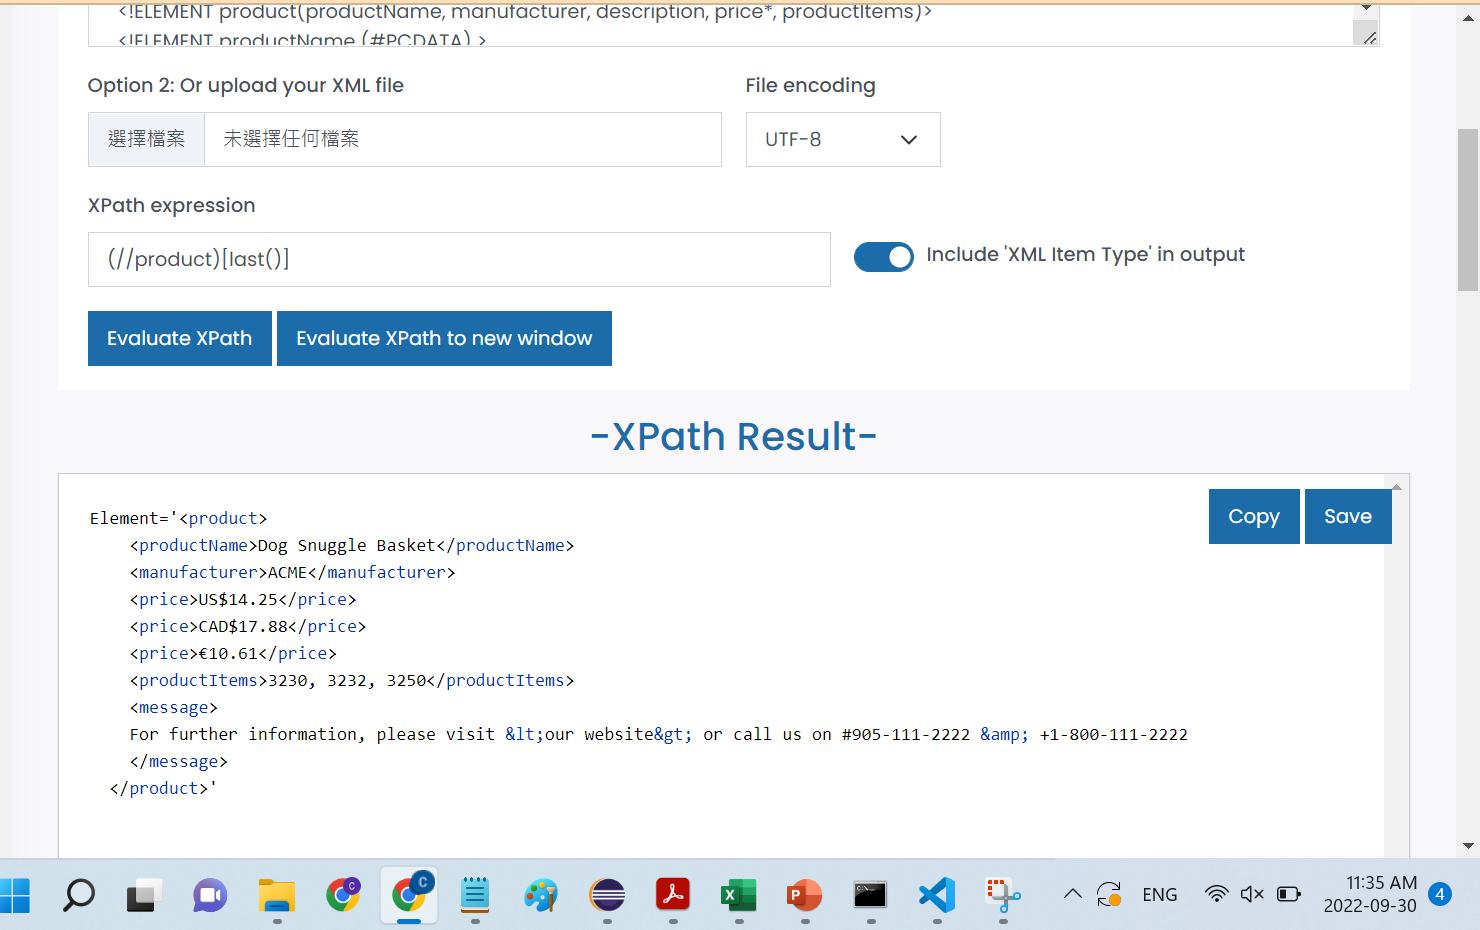 <!ELEMENT product(productName, manufacturer, description, price*, productItems)>
<!ELEMENT productName (#PCDATA) >
Option 2: Or upload your XML file
File encoding
選擇檔案
未選擇任何檔案
UTF-8
XPath expression
(//product)[last()]
Include 'XML Item Type' in output
Evaluate XPath
Evaluate XPath to new window
-XPath Result-
Copy
Save
Element='<product>
<productName>Dog Snuggle Basket</productName>
<manufacturer>ACME</manufacturer>
<price>US$14.25</price>
<price>CAD$17.88</price>
<price>€10.61</price>
<productItems>3230, 3232, 3250</productItems>
<message>
For further information, please visit &lt;our website&gt; or call us on #905-111-2222 &amp; +1-800-111-2222
</message>
</product>'
ENG
11:35 AM
2022-09-30
4